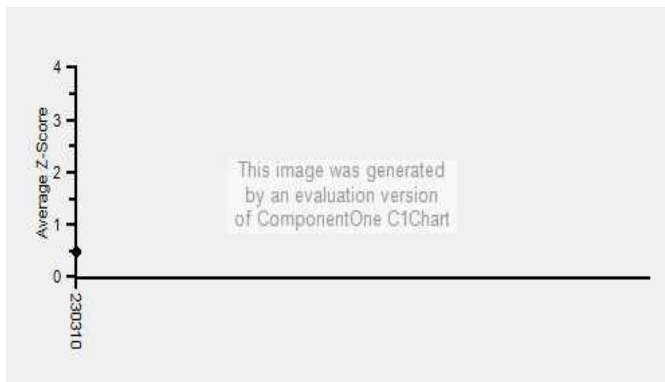 4
3
2
1
0
Average Z-Score
This image was generated
by an evaluation version
of ComponentOne C1Chart
230310